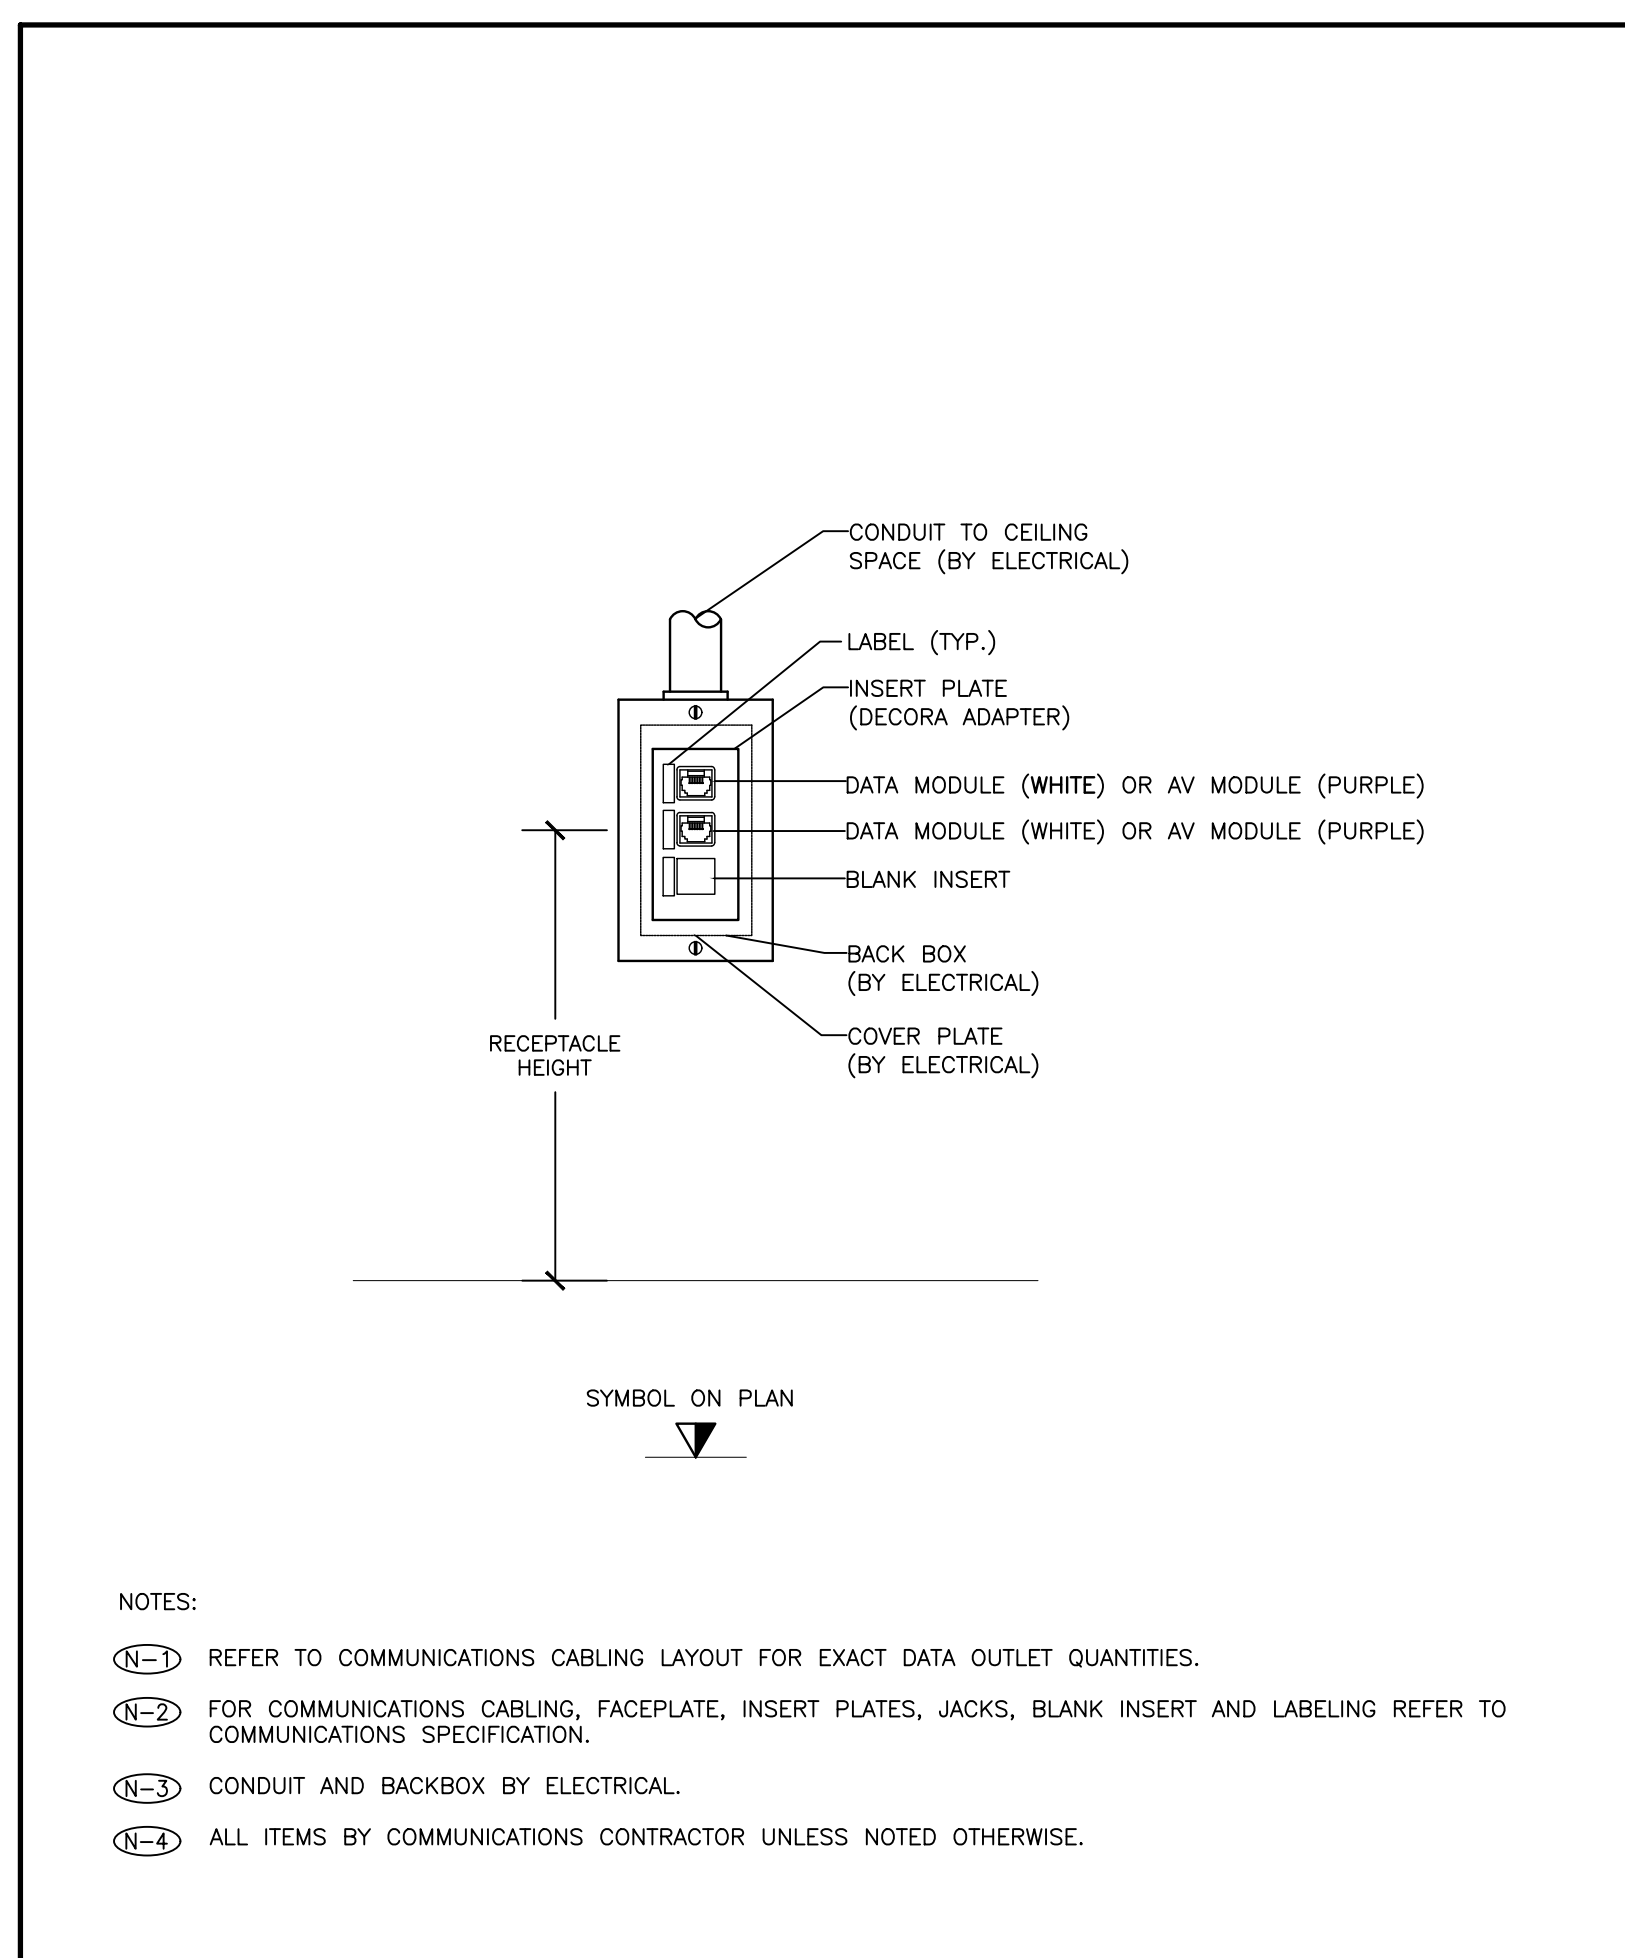 CONDUIT TO CEILING
SPACE (BY ELECTRICAL)
LABEL (TYP.)
INSERT PLATE
(DECORA ADAPTER)
DATA MODULE (WHITE) OR AV MODULE (PURPLE)
DATA MODULE (WHITE) OR AV MODULE (PURPLE)
BLANK INSERT
BACK BOX
(BY ELECTRICAL)
COVER PLATE
(BY ELECTRICAL)
RECEPTACLE
HEIGHT
SYMBOL ON PLAN
NOTES:
N-1 REFER TO COMMUNICATIONS CABLING LAYOUT FOR EXACT DATA OUTLET QUANTITIES.
N-2 FOR COMMUNICATIONS CABLING, FACEPLATE, INSERT PLATES, JACKS, BLANK INSERT AND LABELING REFER TO
COMMUNICATIONS SPECIFICATION.
N-3 CONDUIT AND BACKBOX BY ELECTRICAL.
N-4 ALL ITEMS BY COMMUNICATIONS CONTRACTOR UNLESS NOTED OTHERWISE.